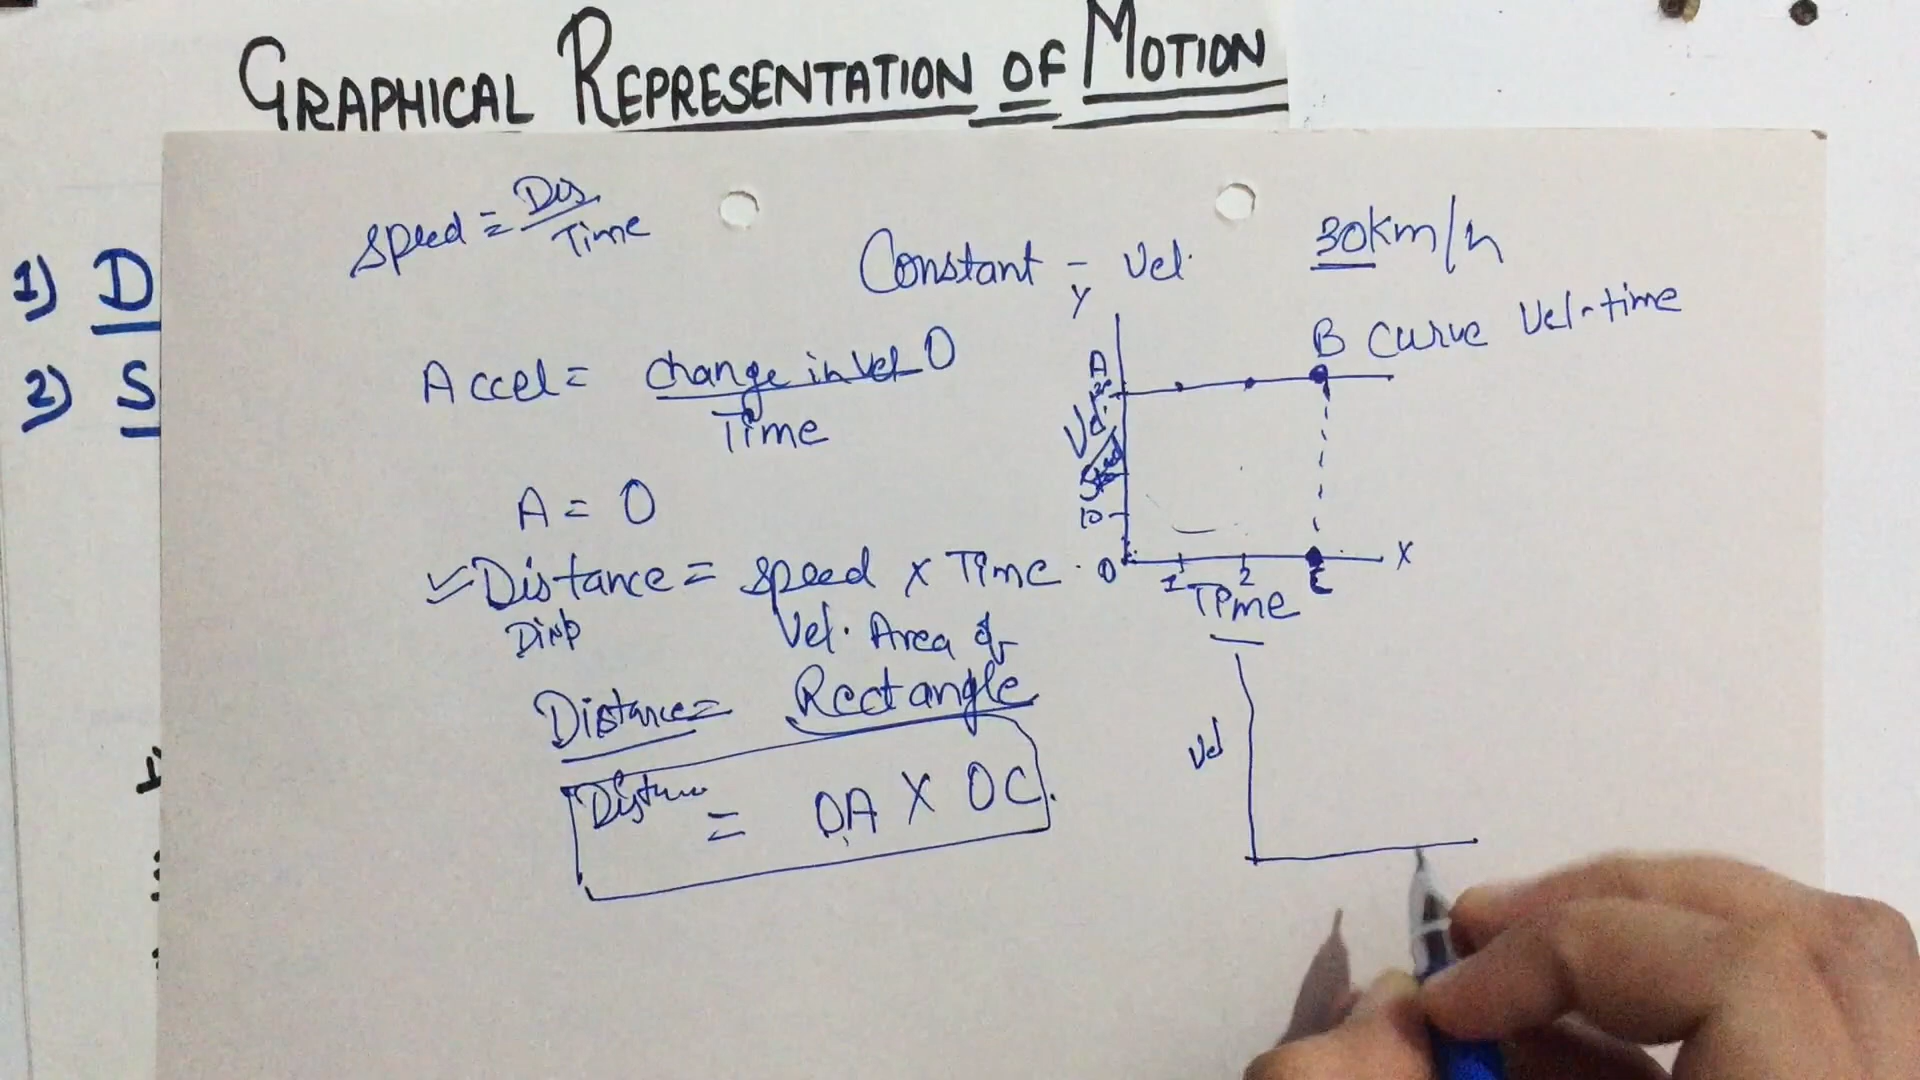 GRAPHICAL REPRESENTATION OF MOTION
1) D
2) S
Speed = Dis
Time
Constant - Vel.
30km/h
Accel = Change in Vel 0
Time
A = 0
Distance = Speed x Time.
Disp
Vel. Area of
Distance = Rectangle
= OA X OC.
Y
A
B Curve Vel-time
Vel
10
0
1
2
C
X
Time
Vel